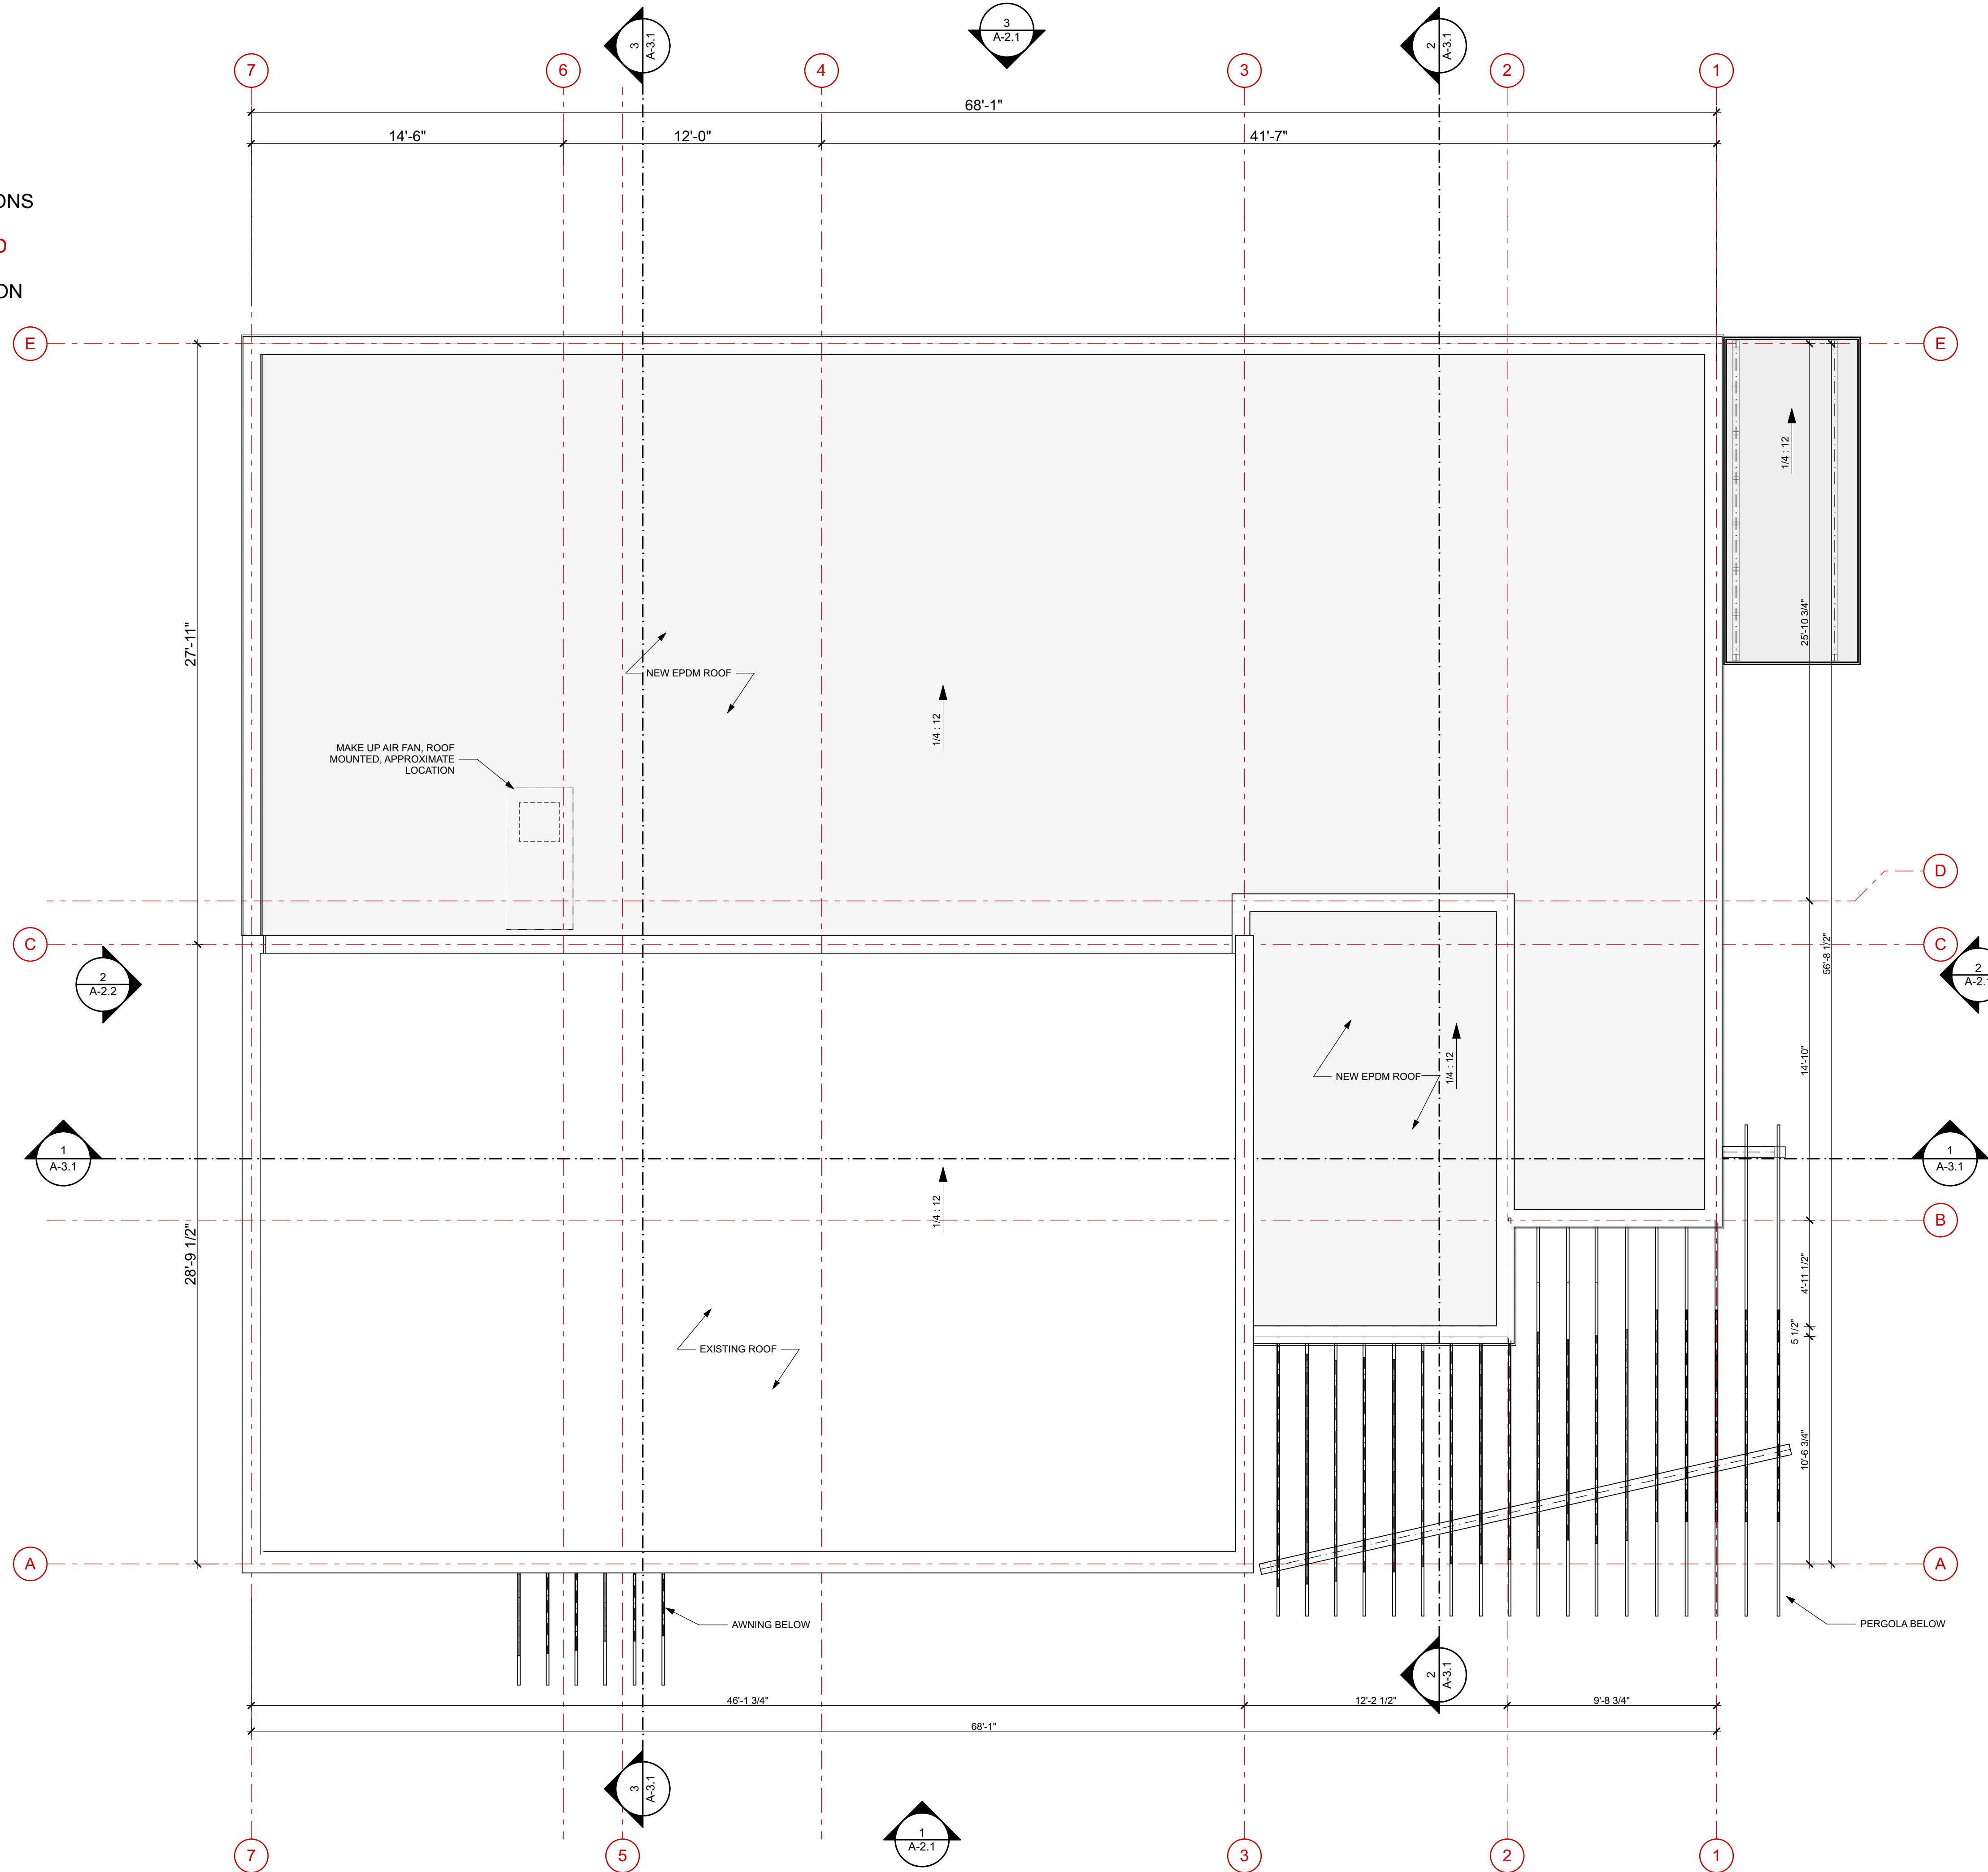 3
A-3.1
3
A-2.1
2
A-3.1
7
6
4
3
2
1
68'-1"
14'-6"
12'-0"
41'-7"
ONS
ON
E
E
1/4 : 12
27'-11"
25'-10 3/4"
NEW EPDM ROOF
1/4 : 12
MAKE UP AIR FAN, ROOF
MOUNTED, APPROXIMATE
LOCATION
D
C
C
56'-8 1/2"
2
A-2.2
2
A-2.
14'-10"
NEW EPDM ROOF
1/4 : 12
1
A-3.1
1
A-3.1
1/4 : 12
B
28'-9 1/2"
4'-11 1/2"
5 1/2"
EXISTING ROOF
10'-6 3/4"
A
A
AWNING BELOW
PERGOLA BELOW
2
A-3.1
46'-1 3/4"
12'-2 1/2"
9'-8 3/4"
68'-1"
3
A-3.1
1
A-2.1
7
5
3
2
1